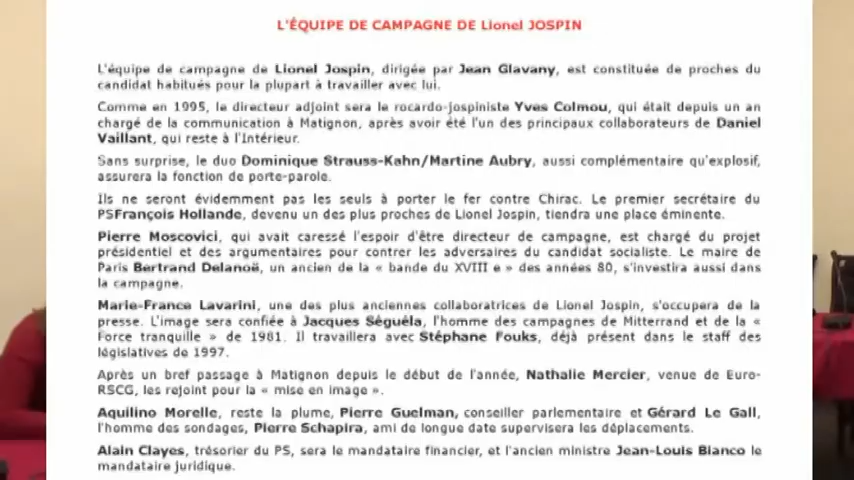 L'ÉQUIPE DE CAMPAGNE DE Lionel JOSPIN
L'équipe de campagne de Lionel Jospin, dirigée par Jean Glavany, est constituée de proches du
candidat habitués pour la plupart à travailler avec lui.
Comme en 1995, le directeur adjoint sera le rocardo-jospiniste Yves Colmou, qui était depuis un an
chargé de la communication à Matignon, après avoir été l'un des principaux collaborateurs de Daniel
Vaillant, qui reste à l'Intérieur.
Sans surprise, le duo Dominique Strauss-Kahn/Martine Aubry, aussi complémentaire qu'explosif,
assurera la fonction de porte-parole.
Ils ne seront évidemment pas les seuls à porter le fer contre Chirac. Le premier secrétaire du
PSFrançois Hollande, devenu un des plus proches de Lionel Jospin, tiendra une place éminente.
Pierre Moscovici, qui avait caressé l'espoir d'être directeur de campagne, est chargé du projet
présidentiel et des argumentaires pour contrer les adversaires du candidat socialiste. Le maire de
Paris Bertrand Delanoë, un ancien de la « bande du XVIII e » des années 80, s'investira aussi dans
la campagne.
Marie-France Lavarini, une des plus anciennes collaboratrices de Lionel Jospin, s'occupera de la
presse. L'image sera confiée à Jacques Séguéla, l'homme des campagnes de Mitterrand et de la «
Force tranquille » de 1981. Il travaillera avec Stéphane Fouks, déjà présent dans le staff des
législatives de 1997.
Après un bref passage à Matignon depuis le début de l'année, Nathalie Mercier, venue de Euro-
RSCG, les rejoint pour la « mise en image ».
Aquilino Morelle, reste la plume, Pierre Guelman, conseiller parlementaire et Gérard Le Gall,
l'homme des sondages, Pierre Schapira, ami de longue date supervisera les déplacements.
Alain Clayes, trésorier du PS, sera le mandataire financier, et l'ancien ministre Jean-Louis Bianco le
mandataire juridique.